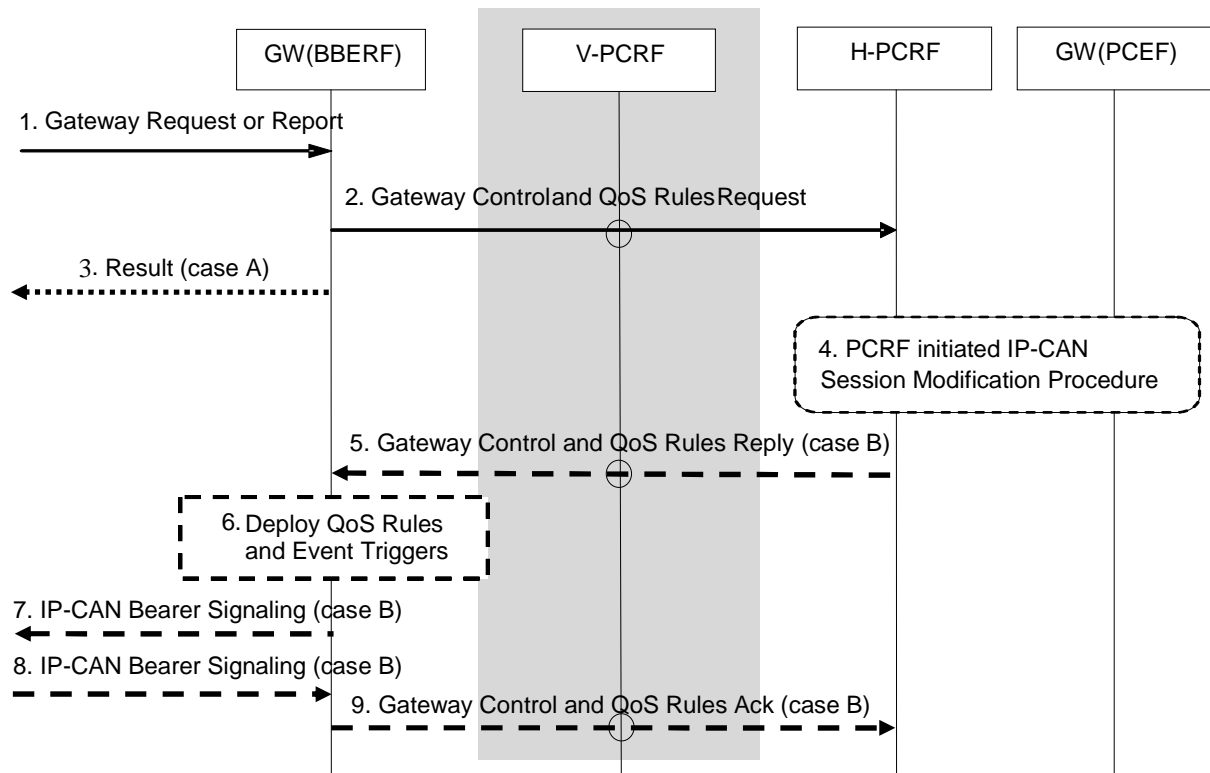 GW(BBERF)
V-PCRF
H-PCRF
GW(PCEF)
1. Gateway Request or Report
2. Gateway Controland QoS RulesRequest
3. Result (case A)
4. PCRF initiated IP-CAN
Session Modification Procedure
5. Gateway Control and QoS Rules Reply (case B)
6. Deploy QoS Rules
and Event Triggers
7. IP-CAN Bearer Signaling (case B)
8. IP-CAN Bearer Signaling (case B)
9. Gateway Control and QoS Rules Ack (case B)